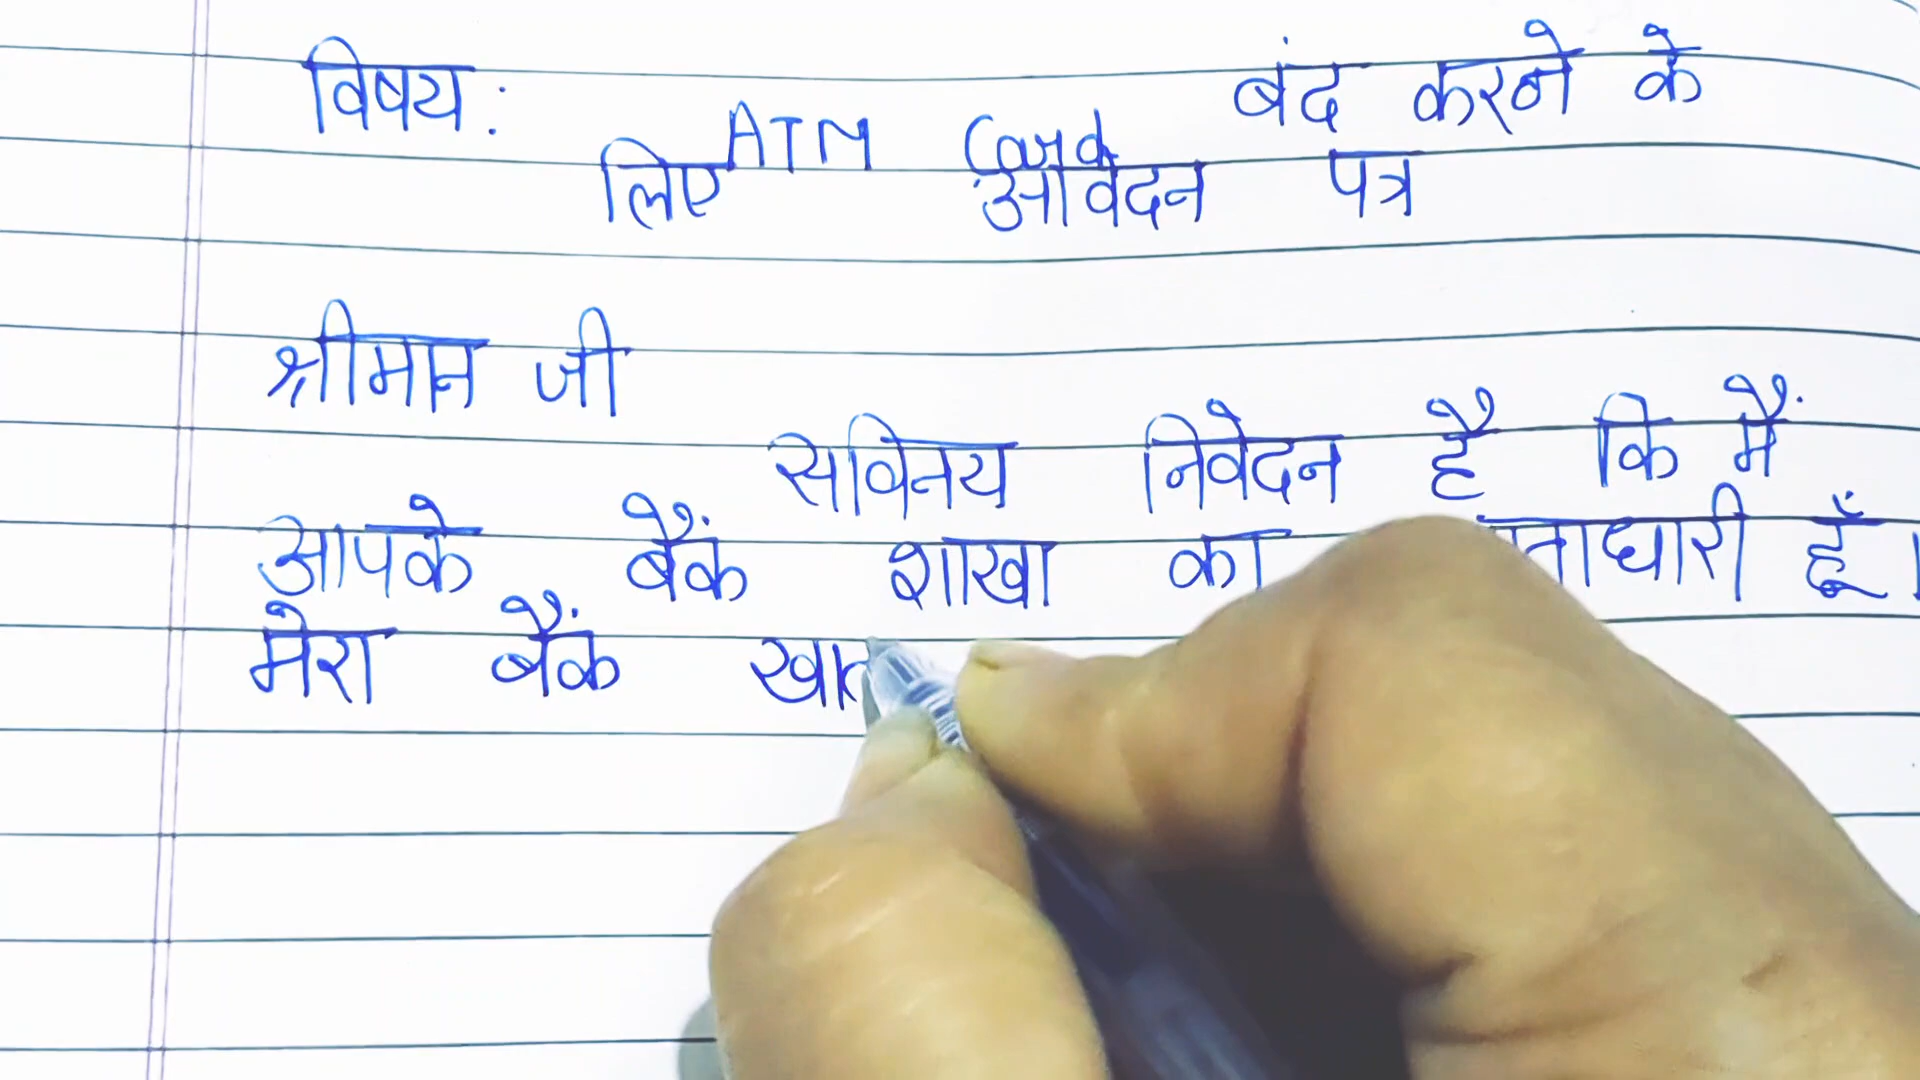 विषय: ATM Card बंद करने के
लिए आवेदन पत्र
श्रीमान जी
सविनय निवेदन है कि मैं
आपके बैंक शाखा का हूँ।
मेरा बैंक